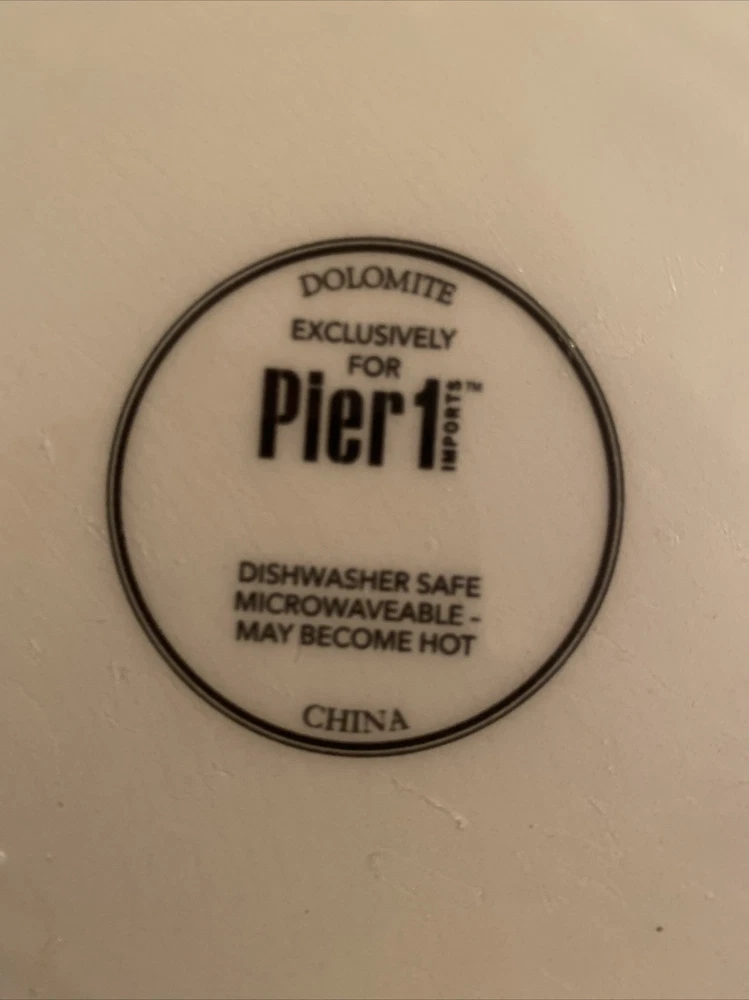 DOLOMITE
EXCLUSIVELY
FOR
Pier 1 IMPORTS™
DISHWASHER SAFE
MICROWAVEABLE -
MAY BECOME HOT
CHINA